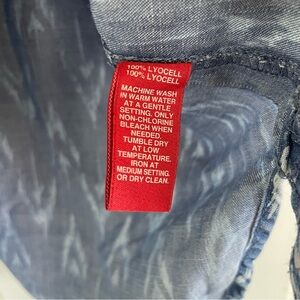 100% LYOCELL
100% LYOCELL
MACHINE WASH
IN WARM WATER
AT A GENTLE
SETTING. ONLY
NON-CHLORINE
BLEACH WHEN
NEEDED.
TUMBLE DRY
AT LOW
TEMPERATURE.
IRON AT
MEDIUM SETTING
OR DRY CLEAN.